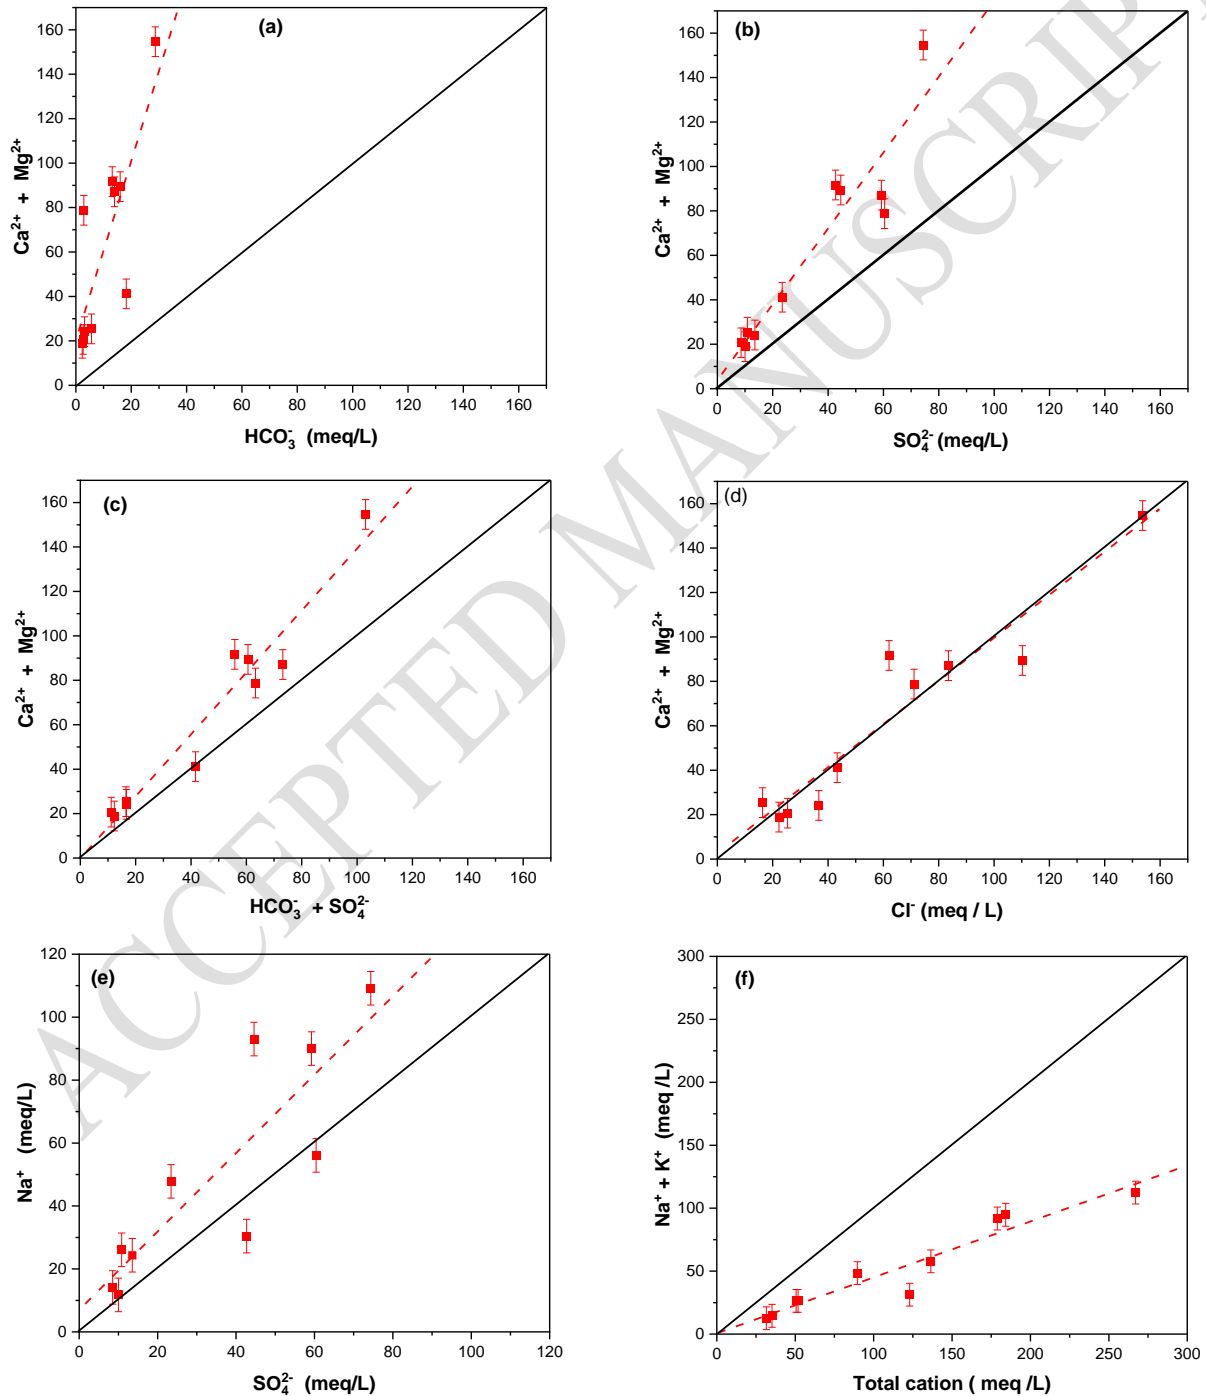 (a)
Ca²⁺ + Mg²⁺
160
140
120
100
80
60
40
20
0
0 20 40 60 80 100 120 140 160
HCO₃⁻ (meq/L)
(b)
Ca²⁺ + Mg²⁺
160
140
120
100
80
60
40
20
0
0 20 40 60 80 100 120 140 160
SO₄²⁻ (meq/L)
(c)
Ca²⁺ + Mg²⁺
160
140
120
100
80
60
40
20
0
0 20 40 60 80 100 120 140 160
HCO₃⁻ + SO₄²⁻
(d)
Ca²⁺ + Mg²⁺
160
140
120
100
80
60
40
20
0
0 20 40 60 80 100 120 140 160
Cl⁻ (meq / L)
(e)
Na⁺ (meq/L)
120
100
80
60
40
20
0
0 20 40 60 80 100 120
SO₄²⁻ (meq/L)
(f)
Na⁺ + K⁺ (meq /L)
300
250
200
150
100
50
0
0 50 100 150 200 250 300
Total cation ( meq /L)
ACCEPTED MANUSCRIPT